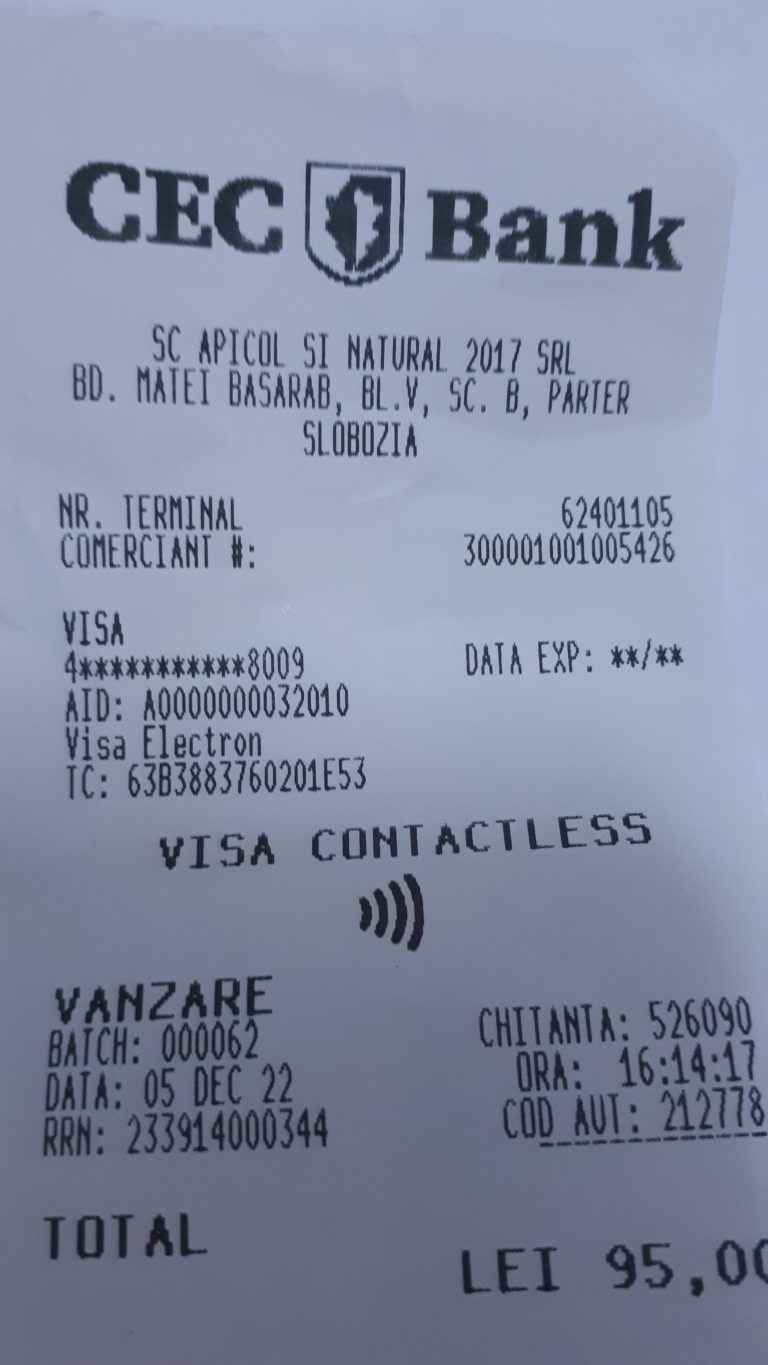 CEC Bank
SC APICOL SI NATURAL 2017 SRL
BD. MATEI BASARAB, BL.V, SC. B, PARTER
SLOBOZIA
NR. TERMINAL 62401105
COMERCIANT #: 300001001005426
VISA
4***********8009 DATA EXP: **/**
AID: A0000000032010
Visa Electron
TC: 63B3883760201E53
VISA CONTACTLESS
VANZARE
BATCH: 000062 CHITANTA: 526090
DATA: 05 DEC 22 ORA: 16:14:17
RRN: 233914000344 COD AUT: 212778
TOTAL
LEI 95,00